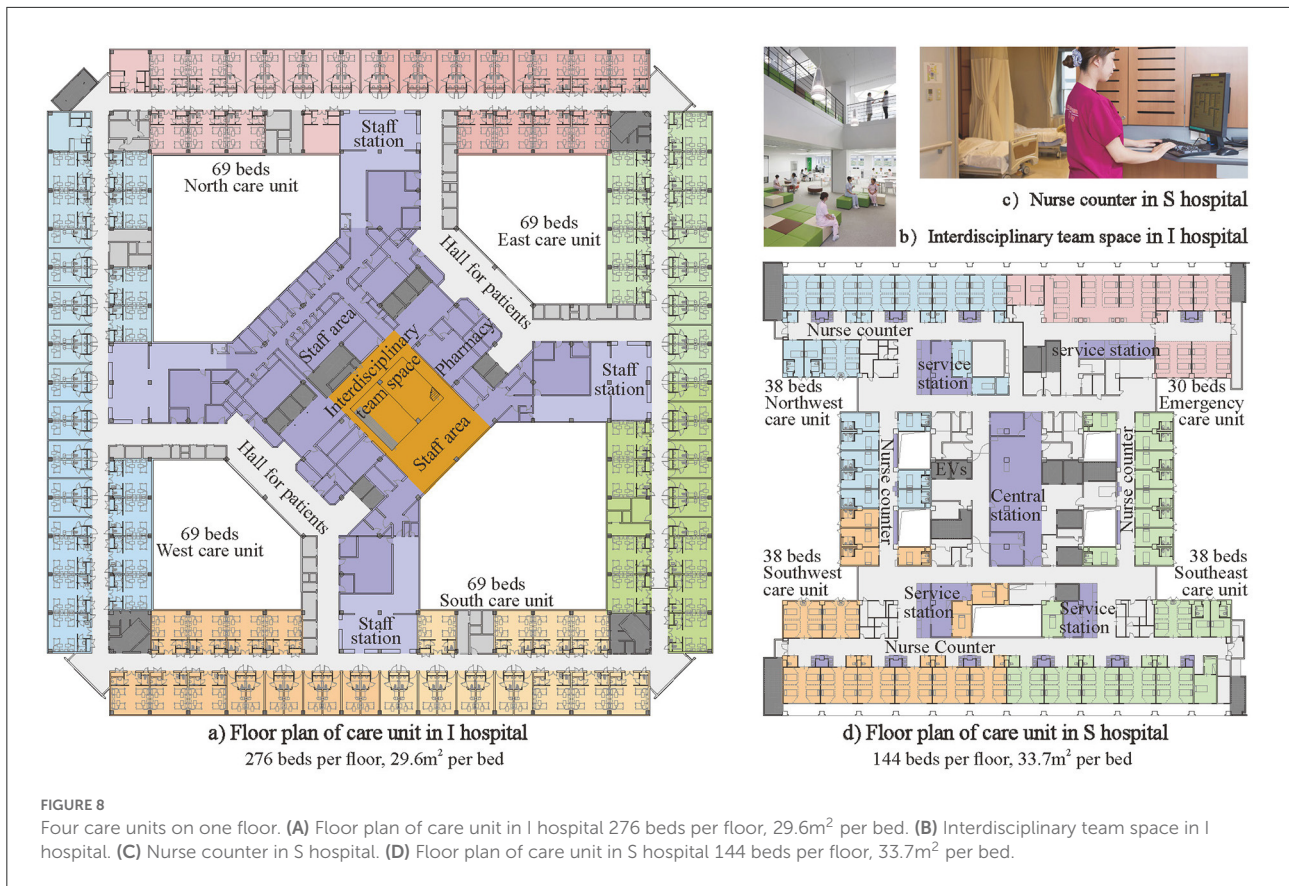 Staff
station
69 beds
North care unit
69 beds
East care unit
Hall for patients
Staff area
Interdisciplinary
team space
Pharmacy
Staff area
Staff
station
Hall for patients
69 beds
West care unit
69 beds
South care unit
Staff
station
a) Floor plan of care unit in I hospital
276 beds per floor, 29.6m² per bed
c) Nurse counter in S hospital
b) Interdisciplinary team space in I hospital
Nurse counter
service
station
service station
38 beds
Northwest
care unit
30 beds
Emergency
care unit
Nurse counter
EVs
Central
station
Nurse counter
38 beds
Southwest
care unit
38 beds
Southeast
care unit
Service
station
Service
station
Nurse Counter
d) Floor plan of care unit in S hospital
144 beds per floor, 33.7m² per bed
FIGURE 8
Four care units on one floor. (A) Floor plan of care unit in I hospital 276 beds per floor, 29.6m² per bed. (B) Interdisciplinary team space in I
hospital. (C) Nurse counter in S hospital. (D) Floor plan of care unit in S hospital 144 beds per floor, 33.7m² per bed.